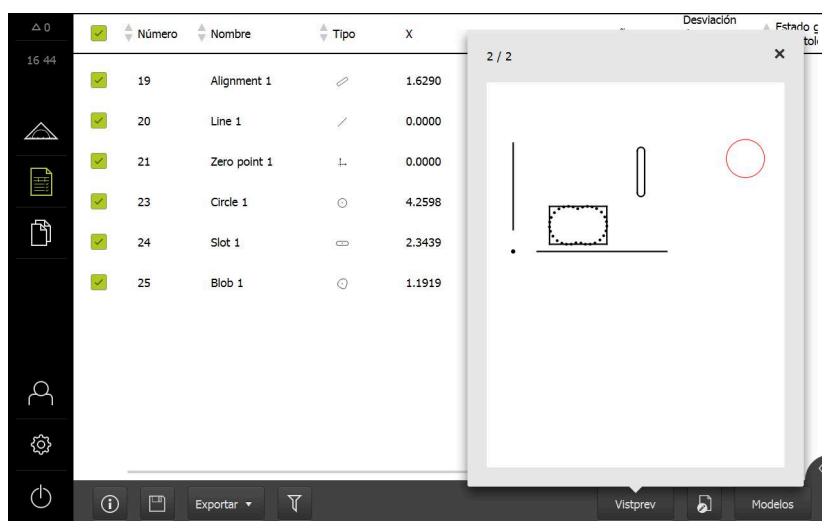 0
16 44
Número Nombre Tipo X Desviación
Estado g
tol
19 Alignment 1 1.6290
20 Line 1 0.0000
21 Zero point 1 0.0000
23 Circle 1 4.2598
24 Slot 1 2.3439
25 Blob 1 1.1919
2 / 2
Exportar Vistprev Modelos